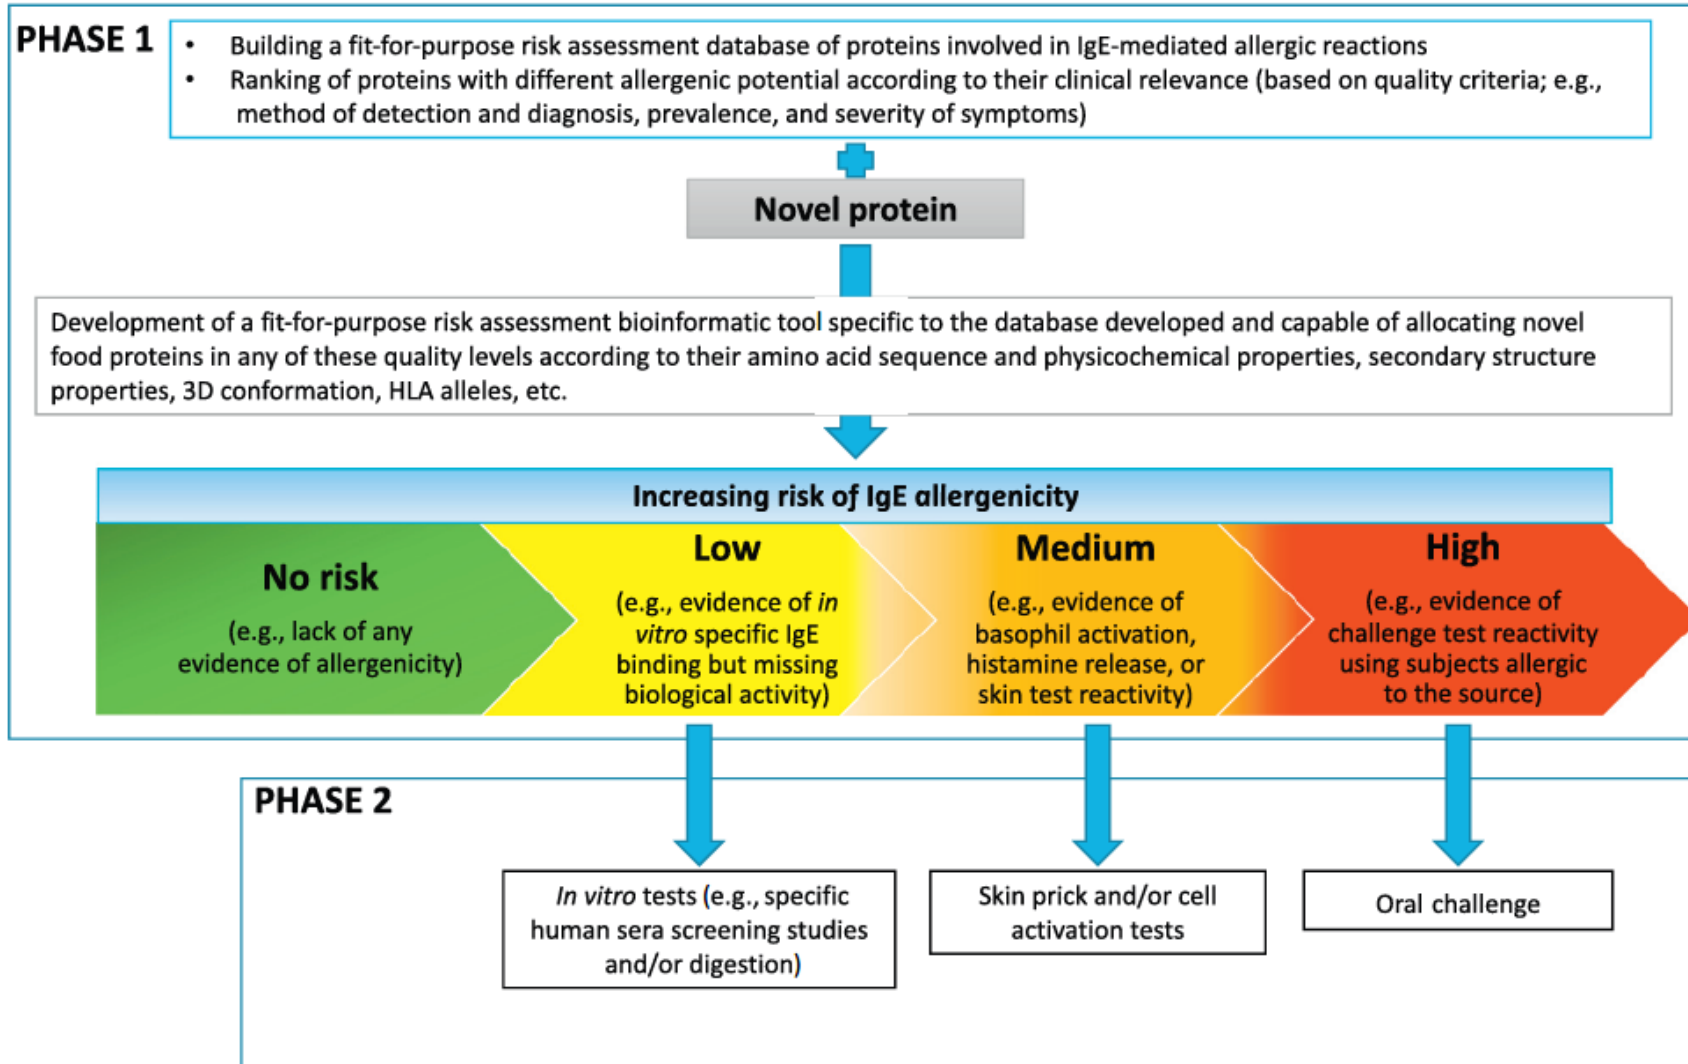 PHASE 1
• Building a fit-for-purpose risk assessment database of proteins involved in IgE-mediated allergic reactions
• Ranking of proteins with different allergenic potential according to their clinical relevance (based on quality criteria; e.g.,
method of detection and diagnosis, prevalence, and severity of symptoms)
Novel protein
Development of a fit-for-purpose risk assessment bioinformatic tool specific to the database developed and capable of allocating novel
food proteins in any of these quality levels according to their amino acid sequence and physicochemical properties, secondary structure
properties, 3D conformation, HLA alleles, etc.
Increasing risk of IgE allergenicity
No risk
(e.g., lack of any
evidence of allergenicity)
Low
(e.g., evidence of in
vitro specific IgE
binding but missing
biological activity)
Medium
(e.g., evidence of
basophil activation,
histamine release, or
skin test reactivity)
High
(e.g., evidence of
challenge test reactivity
using subjects allergic
to the source)
PHASE 2
In vitro tests (e.g., specific
human sera screening studies
and/or digestion)
Skin prick and/or cell
activation tests
Oral challenge